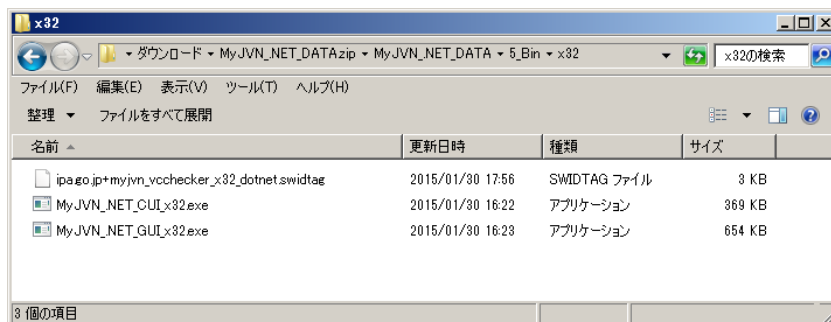 x32
ダウンロード MyJVN_NET_DATAzip MyJVN_NET_DATA 5_Bin x32 x32の検索
ファイル(F) 編集(E) 表示(V) ツール(T) ヘルプ(H)
整理 ファイルをすべて展開
名前 更新日時 種類 サイズ
ipa.go.jp+myjvn_vcchecker_x32_dotnet.swidtag 2015/01/30 17:56 SWIDTAG ファイル 3 KB
MyJVN_NET_CUI_x32.exe 2015/01/30 16:22 アプリケーション 369 KB
MyJVN_NET_GUI_x32.exe 2015/01/30 16:23 アプリケーション 654 KB
3 個の項目